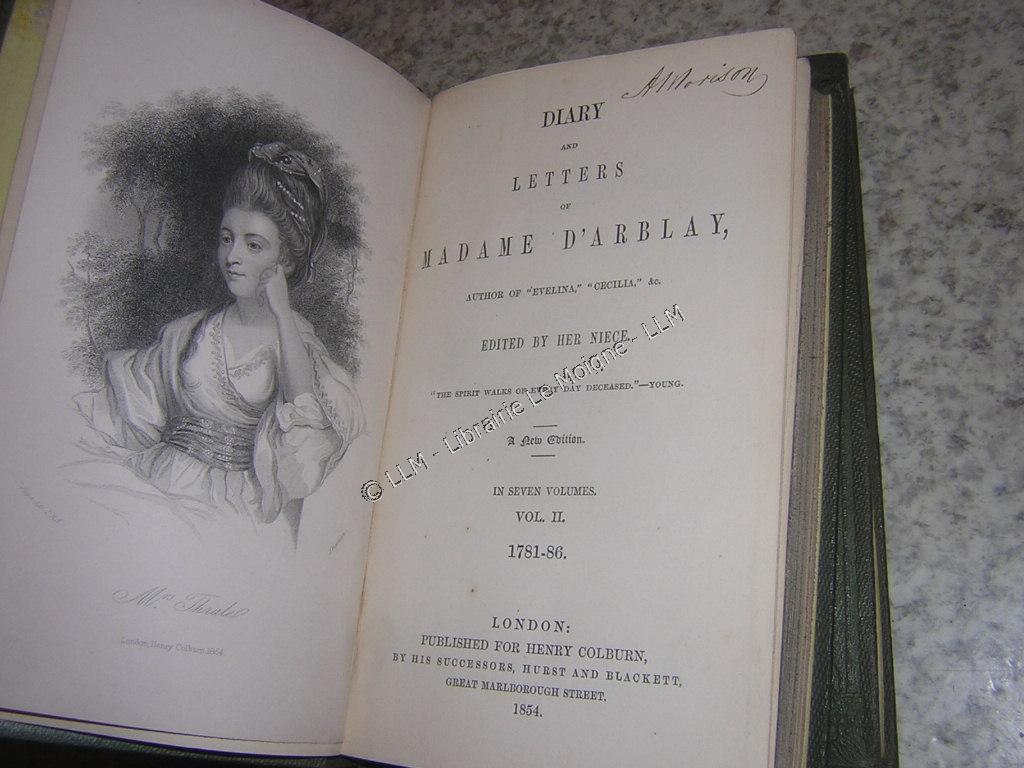 Mrs. Thrale
London, Henry Colburn, 1854.
A Morison
DIARY
AND
LETTERS
OF
MADAME D'ARBLAY,
AUTHOR OF "EVELINA," "CECILIA," &c.
EDITED BY HER NIECE.
"THE SPIRIT WALKS OF EVERY DAY DECEASED."—YOUNG.
A New Edition.
IN SEVEN VOLUMES.
VOL. II.
1781-86.
LONDON:
PUBLISHED FOR HENRY COLBURN,
BY HIS SUCCESSORS, HURST AND BLACKETT,
GREAT MARLBOROUGH STREET.
1854.
© LLM - Librairie Le Moigne - LLM